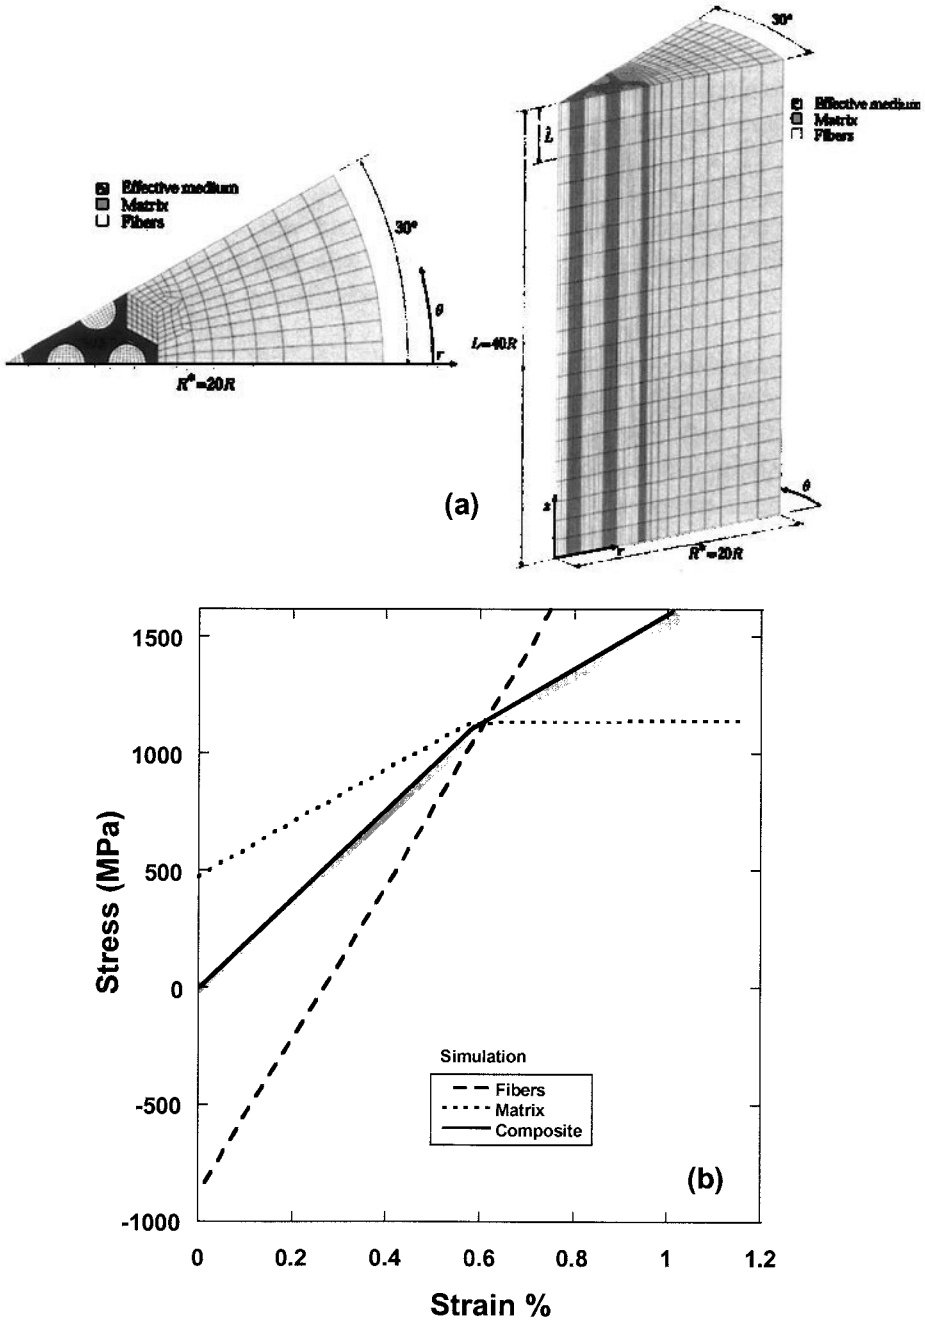 30°
Effective medium
Matrix
Fibers
L̂
Effective medium
Matrix
Fibers
30°
θ
r
R*=20R
L=40R
(a)
z
r
θ
R*=20R
1500
1000
500
0
-500
-1000
Stress (MPa)
Simulation
Fibers
Matrix
Composite
(b)
0
0.2
0.4
0.6
0.8
1
1.2
Strain %